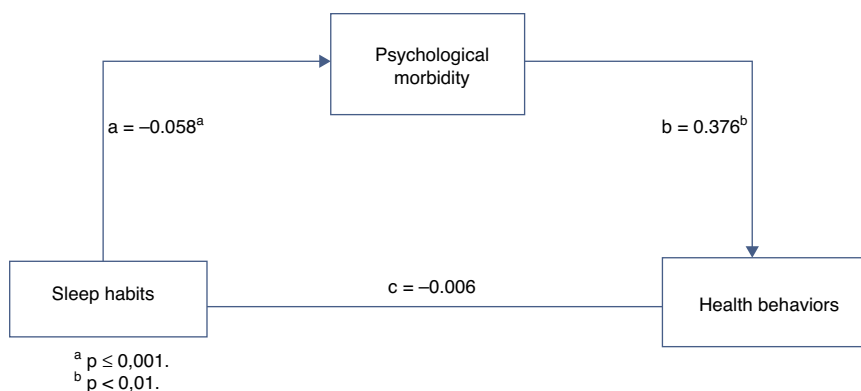 Psychological
morbidity
a = –0.058ᵃ
b = 0.376ᵇ
Sleep habits
c = –0.006
Health behaviors
ᵃ p ≤ 0,001.
ᵇ p < 0,01.